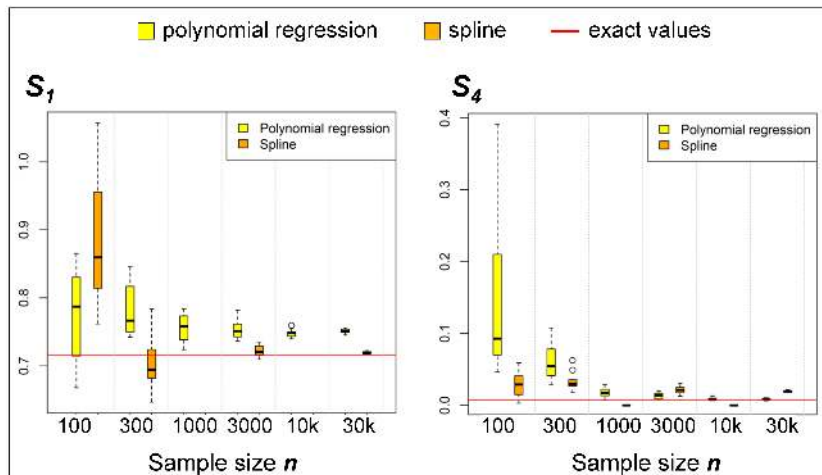 polynomial regression spline exact values
S1
Polynomial regression
Spline
1.0
0.9
0.8
0.7
100 300 1000 3000 10k 30k
Sample size n
S4
Polynomial regression
Spline
0.4
0.3
0.2
0.1
0.0
100 300 1000 3000 10k 30k
Sample size n